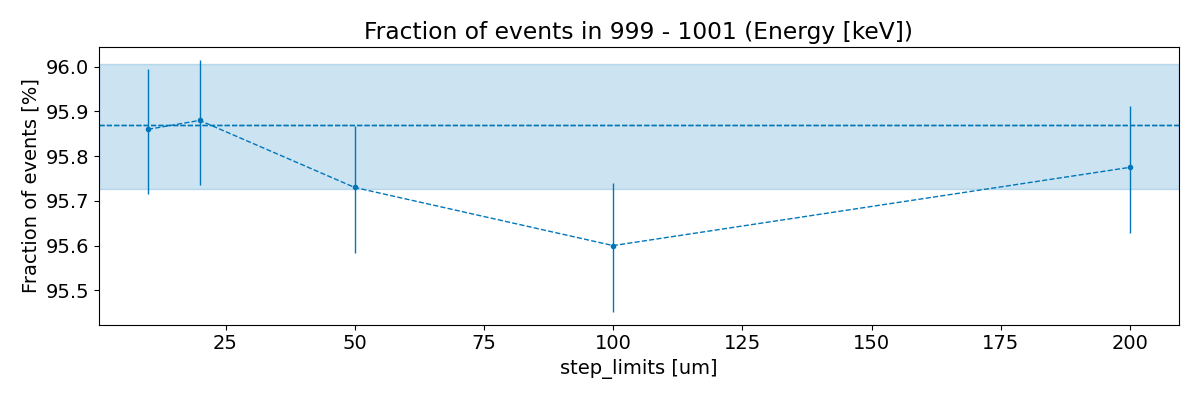 Fraction of events in 999 - 1001 (Energy [keV])
Fraction of events [%]
96.0
95.9
95.8
95.7
95.6
95.5
25 50 75 100 125 150 175 200
step_limits [um]